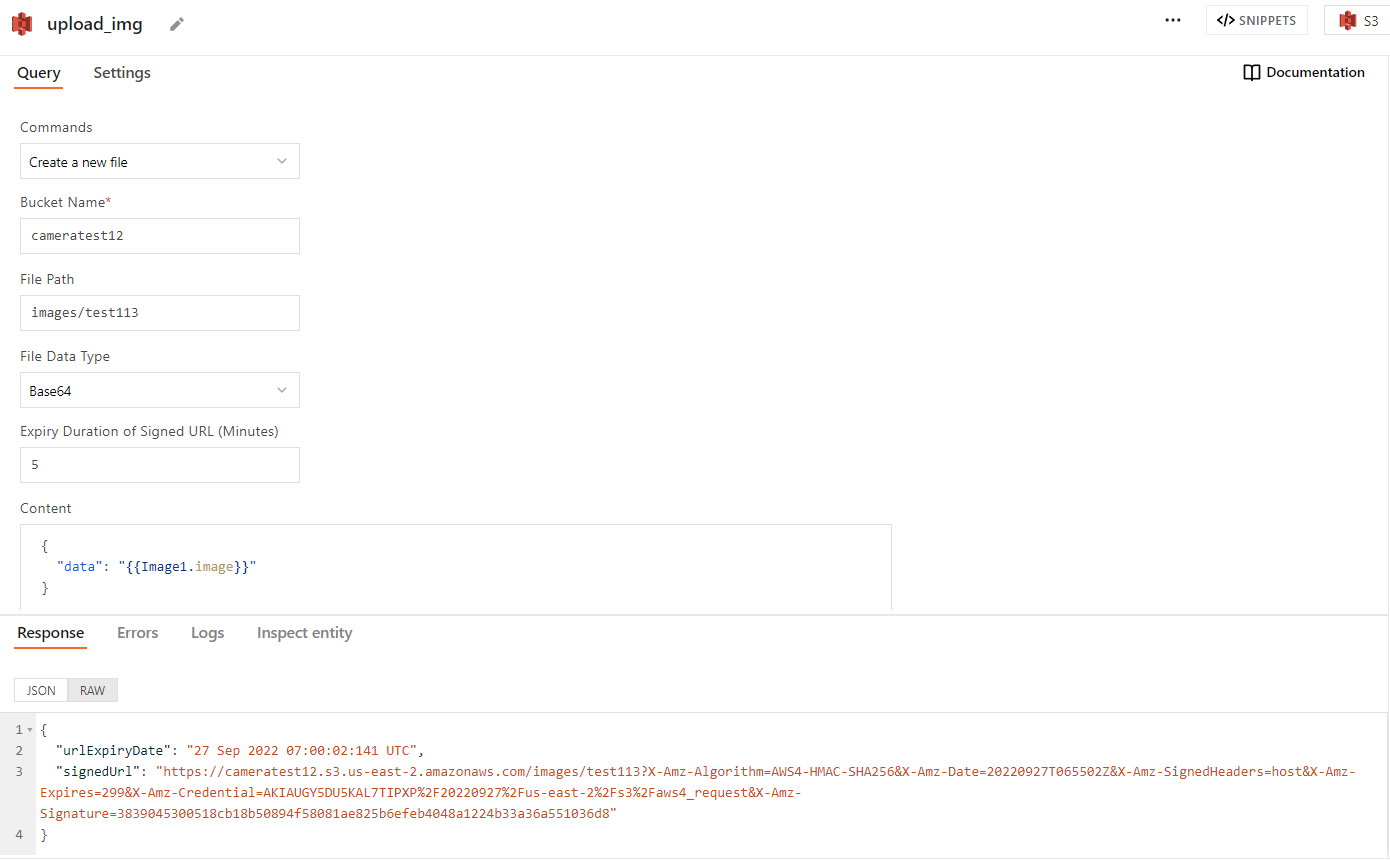 upload_img
</> SNIPPETS
S3
Query
Settings
Documentation
Commands
Create a new file
Bucket Name*
cameratest12
File Path
images/test113
File Data Type
Base64
Expiry Duration of Signed URL (Minutes)
5
Content
{
"data": "{{Image1.image}}"
}
Response
Errors
Logs
Inspect entity
JSON
RAW
1 {
2 "urlExpiryDate": "27 Sep 2022 07:00:02:141 UTC",
3 "signedUrl": "https://cameratest12.s3.us-east-2.amazonaws.com/images/test113?X-Amz-Algorithm=AWS4-HMAC-SHA256&X-Amz-Date=20220927T065502Z&X-Amz-SignedHeaders=host&X-Amz-
Expires=299&X-Amz-Credential=AKIAUGY5DU5KAL7TIPXP%2F20220927%2Fus-east-2%2Fs3%2Faws4_request&X-Amz-
Signature=3839045300518cb18b50894f58081ae825b6efeb4048a1224b33a36a551036d8"
4 }